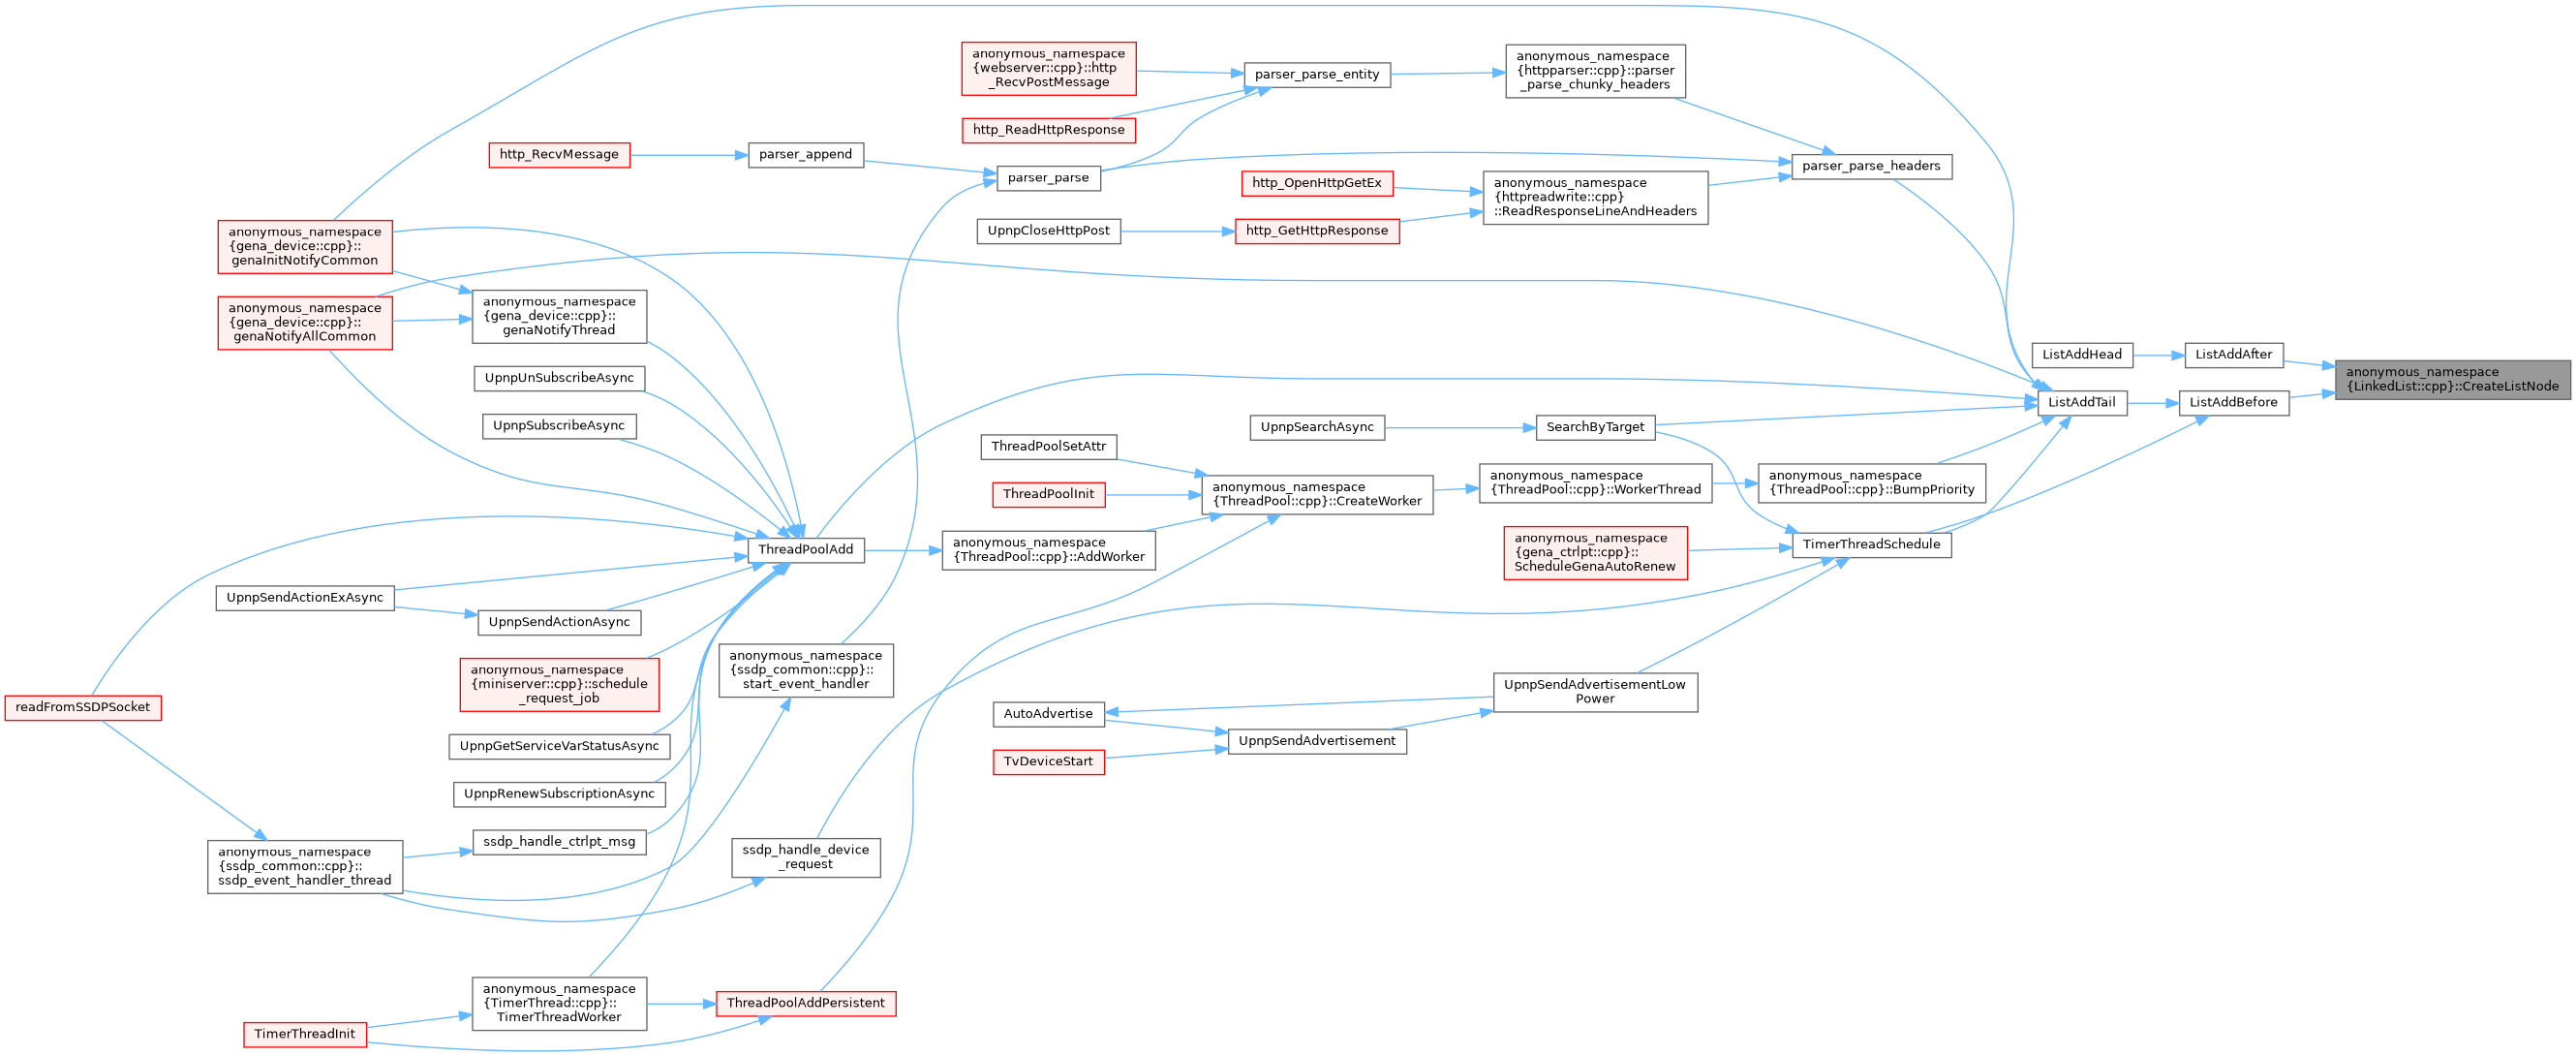 anonymous_namespace
{webserver::cpp}::http
_RecvPostMessage
parser_parse_entity
anonymous_namespace
{httpparser::cpp}::parser
_parse_chunky_headers
http_ReadHttpResponse
http_RecvMessage
parser_append
parser_parse
parser_parse_headers
http_OpenHttpGetEx
anonymous_namespace
{httpreadwrite::cpp}
::ReadResponseLineAndHeaders
UpnpCloseHttpPost
http_GetHttpResponse
anonymous_namespace
{gena_device::cpp}::
genaInitNotifyCommon
anonymous_namespace
{gena_device::cpp}::
genaNotifyAllCommon
anonymous_namespace
{gena_device::cpp}::
genaNotifyThread
ListAddHead
ListAddAfter
anonymous_namespace
{LinkedList::cpp}::CreateListNode
UpnpUnSubscribeAsync
ListAddTail
ListAddBefore
UpnpSubscribeAsync
UpnpSearchAsync
SearchByTarget
ThreadPoolSetAttr
ThreadPoolInit
anonymous_namespace
{ThreadPool::cpp}::CreateWorker
anonymous_namespace
{ThreadPool::cpp}::WorkerThread
anonymous_namespace
{ThreadPool::cpp}::BumpPriority
ThreadPoolAdd
anonymous_namespace
{ThreadPool::cpp}::AddWorker
anonymous_namespace
{gena_ctrlpt::cpp}::
ScheduleGenaAutoRenew
TimerThreadSchedule
UpnpSendActionExAsync
UpnpSendActionAsync
anonymous_namespace
{miniserver::cpp}::schedule
_request_job
anonymous_namespace
{ssdp_common::cpp}::
start_event_handler
readFromSSDPSocket
UpnpSendAdvertisementLow
Power
AutoAdvertise
UpnpSendAdvertisement
TvDeviceStart
UpnpGetServiceVarStatusAsync
UpnpRenewSubscriptionAsync
ssdp_handle_ctrlpt_msg
anonymous_namespace
{ssdp_common::cpp}::
ssdp_event_handler_thread
ssdp_handle_device
_request
anonymous_namespace
{TimerThread::cpp}::
TimerThreadWorker
ThreadPoolAddPersistent
TimerThreadInit